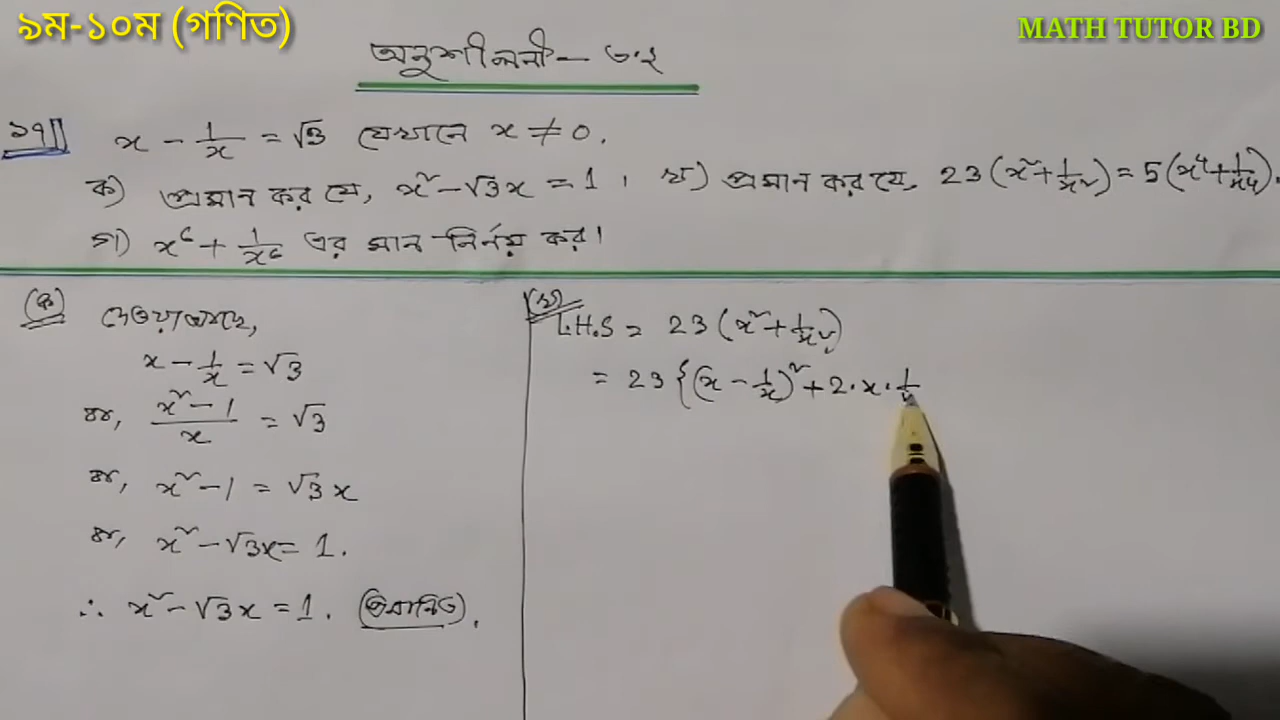 ৯ম-১০ম (গণিত)
MATH TUTOR BD
অনুশীলনী - ৩.২
১৭॥ x - 1/x = √3 যেখানে x ≠ 0.
ক) প্রমান কর যে, x² - √3x = 1 । খ) প্রমান কর যে, 23(x² + 1/x²) = 5(x⁴ + 1/x⁴).
গ) x⁶ + 1/x⁶ এর মান নির্নয় কর।
(ক) দেওয়া আছে,
x - 1/x = √3
বা, (x² - 1)/x = √3
বা, x² - 1 = √3 x
বা, x² - √3x = 1.
∴ x² - √3x = 1. (প্রমানিত).
(খ) L.H.S = 23(x² + 1/x²)
= 23{(x - 1/x)² + 2·x·1/x